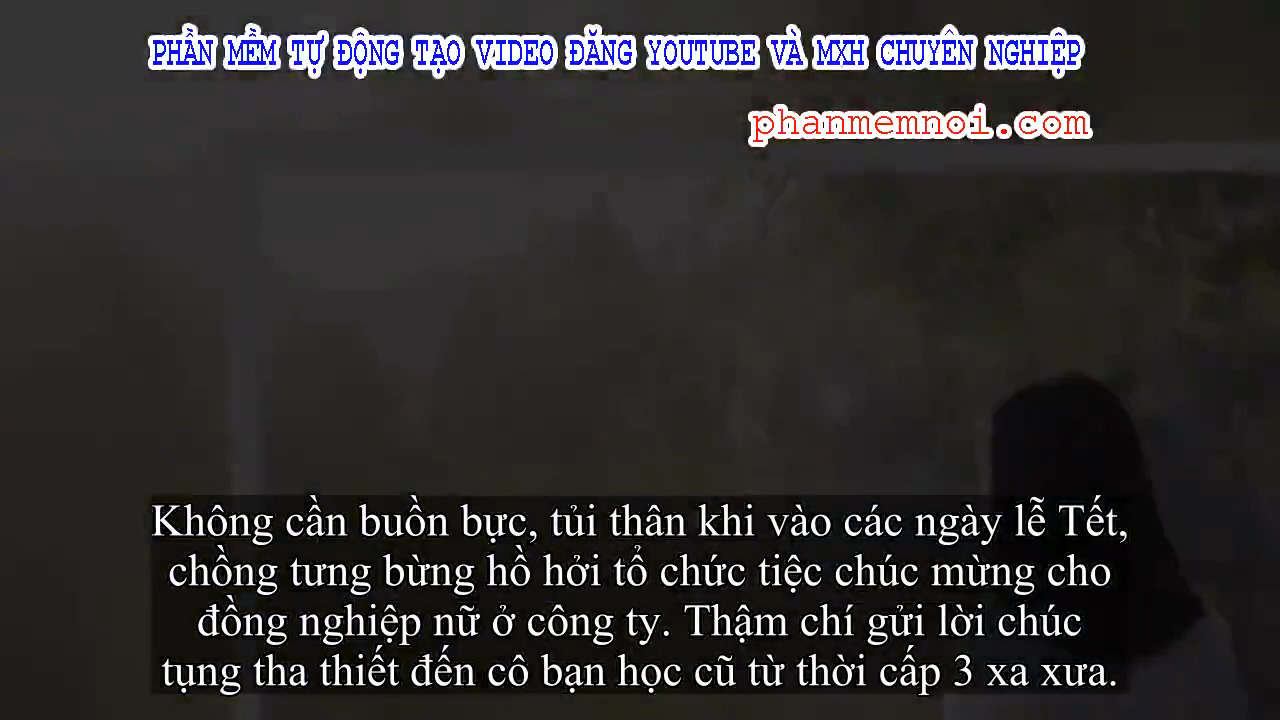 PHẦN MỀM TỰ ĐỘNG TẠO VIDEO ĐĂNG YOUTUBE VÀ MXH CHUYÊN NGHIỆP
phanmemnoi.com
Không cần buồn bực, tủi thân khi vào các ngày lễ Tết,
chồng tưng bừng hồ hởi tổ chức tiệc chúc mừng cho
đồng nghiệp nữ ở công ty. Thậm chí gửi lời chúc
tụng tha thiết đến cô bạn học cũ từ thời cấp 3 xa xưa.